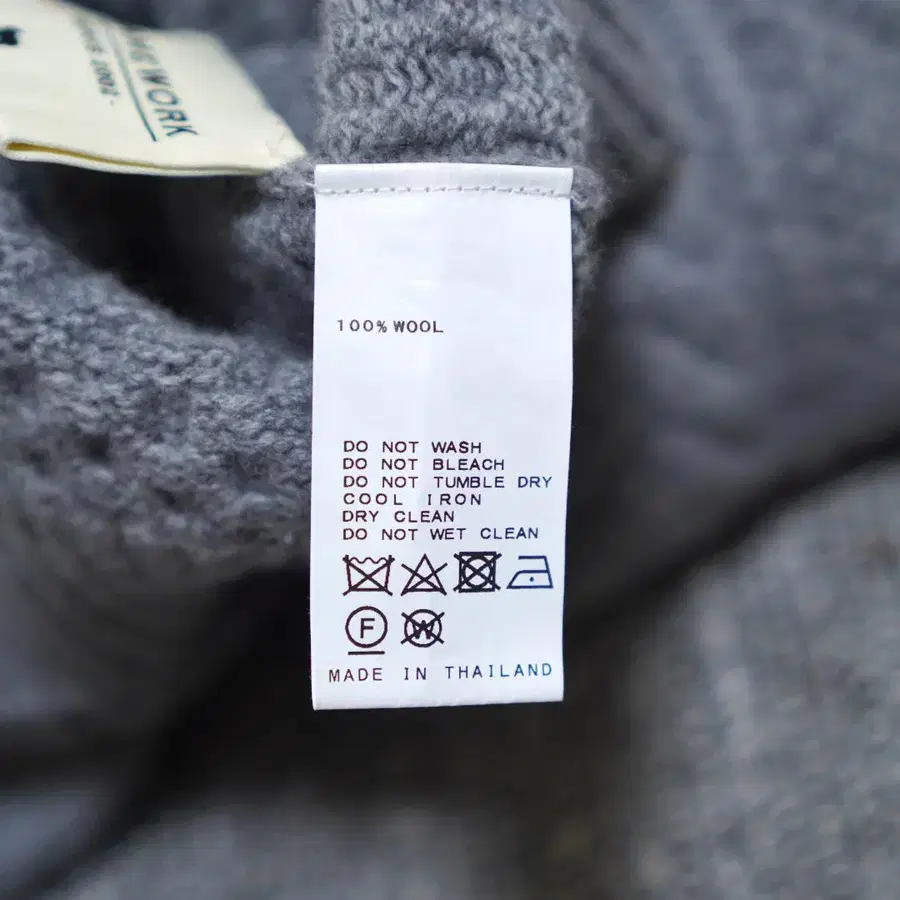 WORK
100% WOOL
DO NOT WASH
DO NOT BLEACH
DO NOT TUMBLE DRY
COOL IRON
DRY CLEAN
DO NOT WET CLEAN
F W
MADE IN THAILAND